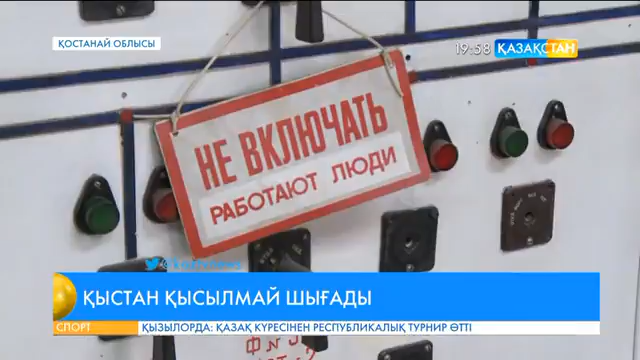 ҚОСТАНАЙ ОБЛЫСЫ
19:58 ҚАЗАҚСТАН
НЕ ВКЛЮЧАТЬ
РАБОТАЮТ ЛЮДИ
ҚЫСТАН ҚЫСЫЛМАЙ ШЫҒАДЫ
СПОРТ ҚЫЗЫЛОРДА: ҚАЗАҚ КҮРЕСІНЕН РЕСПУБЛИКАЛЫҚ ТУРНИР ӨТТІ